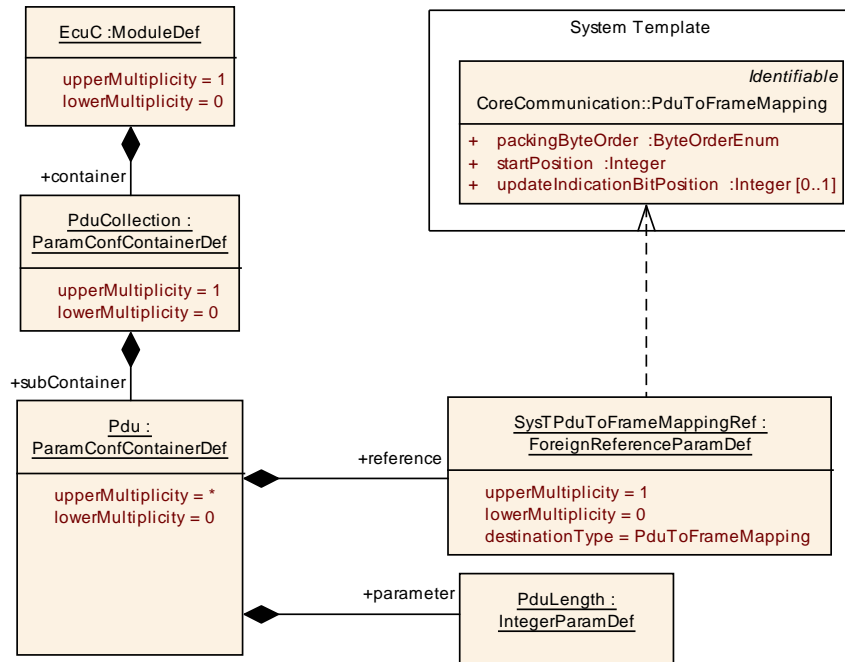 EcuC :ModuleDef
upperMultiplicity = 1
lowerMultiplicity = 0
+container
PduCollection :
ParamConfContainerDef
upperMultiplicity = 1
lowerMultiplicity = 0
+subContainer
Pdu :
ParamConfContainerDef
upperMultiplicity = *
lowerMultiplicity = 0
System Template
Identifiable
CoreCommunication::PduToFrameMapping
+ packingByteOrder :ByteOrderEnum
+ startPosition :Integer
+ updateIndicationBitPosition :Integer [0..1]
+reference
SysTPduToFrameMappingRef :
ForeignReferenceParamDef
upperMultiplicity = 1
lowerMultiplicity = 0
destinationType = PduToFrameMapping
+parameter
PduLength :
IntegerParamDef